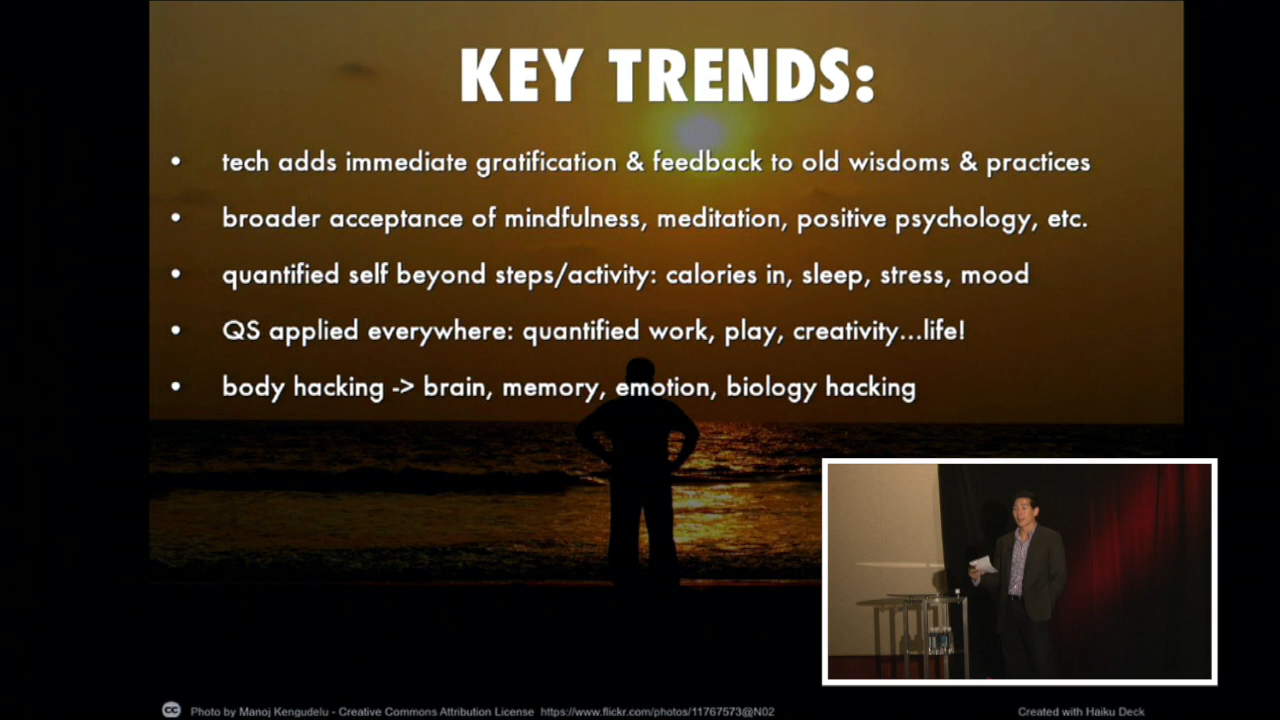 KEY TRENDS:
• tech adds immediate gratification & feedback to old wisdoms & practices
• broader acceptance of mindfulness, meditation, positive psychology, etc.
• quantified self beyond steps/activity: calories in, sleep, stress, mood
• QS applied everywhere: quantified work, play, creativity...life!
• body hacking -> brain, memory, emotion, biology hacking
cc Photo by Manoj Kengudelu - Creative Commons Attribution License https://www.flickr.com/photos/11767573@N02
Created with Haiku Deck